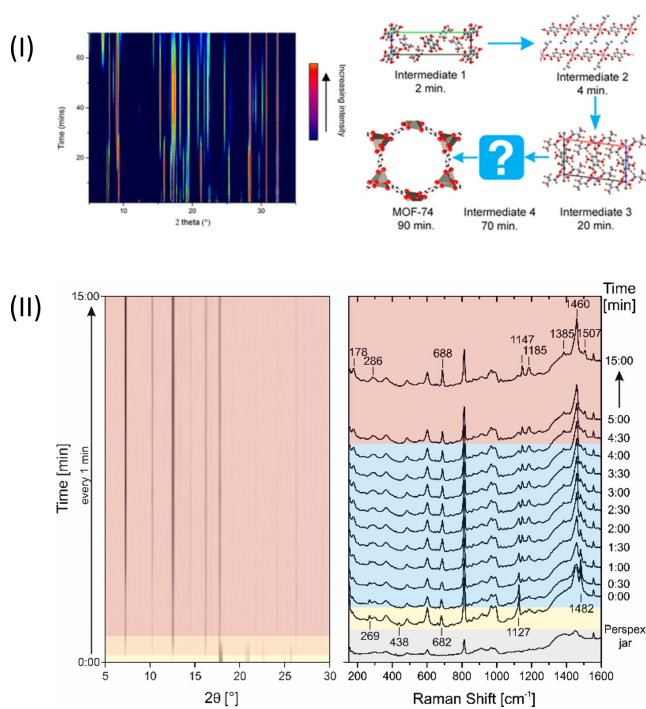 (I)
60
40
20
0
Time (mins)
10
20
30
2 theta (°)
Increasing intensity
Intermediate 1
2 min.
Intermediate 2
4 min.
?
MOF-74
90 min.
Intermediate 4
70 min.
Intermediate 3
20 min.
(II)
15:00
Time [min]
every 1 min
0:00
5
10
15
20
25
30
2θ [°]
Time
[min]
1460
1385
1507
1147
1185
178
286
688
15:00
5:00
4:30
4:00
3:30
3:00
2:30
2:00
1:30
1:00
0:30
0:00
1482
269
438
682
1127
Perspex
jar
200
400
600
800
1000
1200
1400
1600
Raman Shift [cm⁻¹]